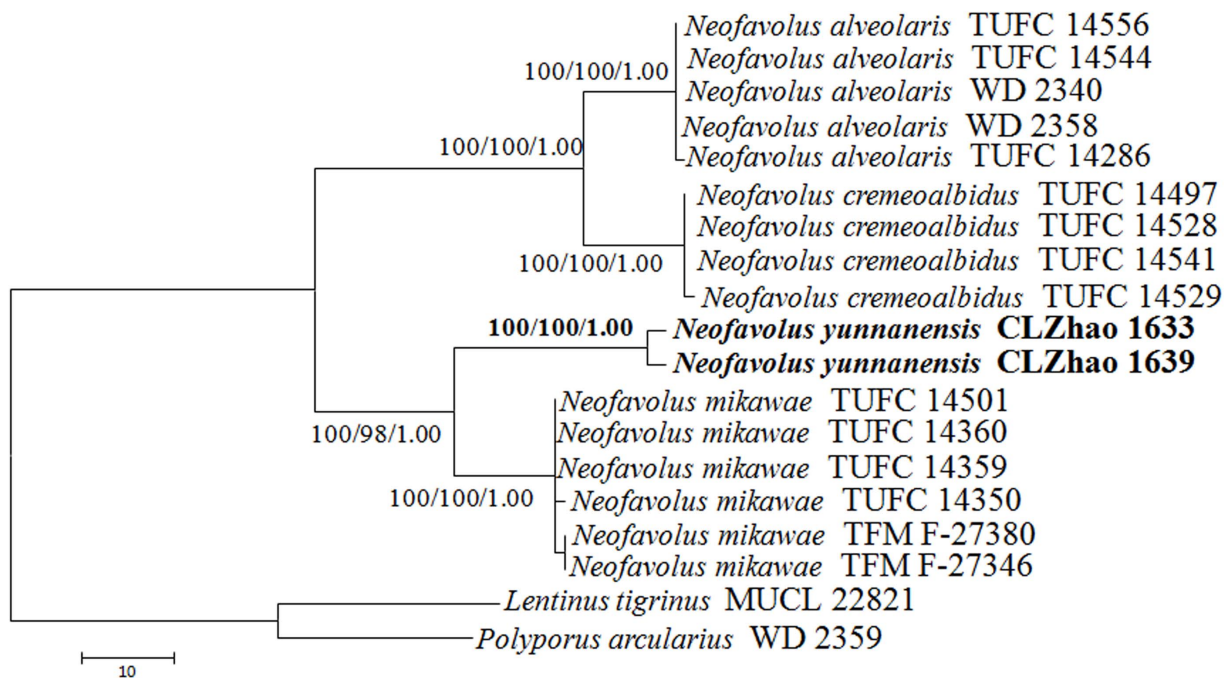 Neofavolus alveolaris TUFC 14556
Neofavolus alveolaris TUFC 14544
100/100/1.00
Neofavolus alveolaris WD 2340
Neofavolus alveolaris WD 2358
100/100/1.00
Neofavolus alveolaris TUFC 14286
Neofavolus cremeoalbidus TUFC 14497
Neofavolus cremeoalbidus TUFC 14528
100/100/1.00
Neofavolus cremeoalbidus TUFC 14541
Neofavolus cremeoalbidus TUFC 14529
100/100/1.00
Neofavolus yunnanensis CLZhao 1633
Neofavolus yunnanensis CLZhao 1639
Neofavolus mikawae TUFC 14501
100/98/1.00
Neofavolus mikawae TUFC 14360
Neofavolus mikawae TUFC 14359
100/100/1.00
Neofavolus mikawae TUFC 14350
Neofavolus mikawae TFM F-27380
Neofavolus mikawae TFM F-27346
Lentinus tigrinus MUCL 22821
Polyporus arcularius WD 2359
10